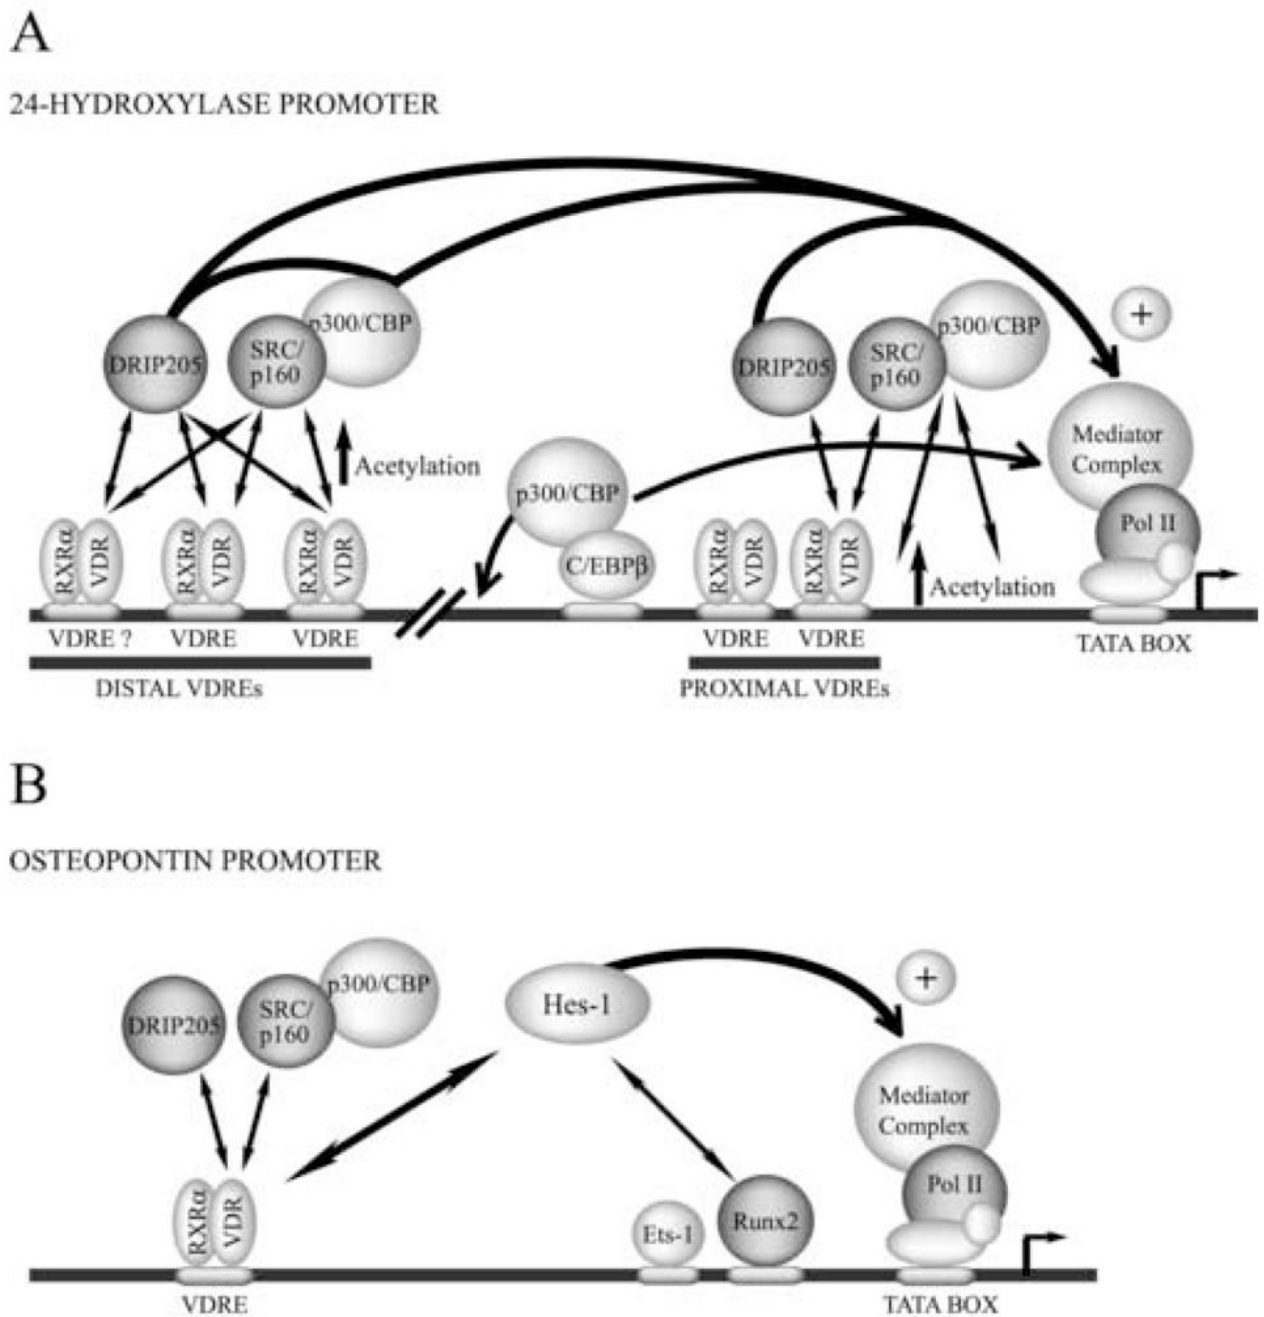 A
24-HYDROXYLASE PROMOTER
p300/CBP
DRIP205
SRC/
p160
Acetylation
RXRα
VDR
RXRα
VDR
RXRα
VDR
VDRE ?
VDRE
VDRE
DISTAL VDREs
p300/CBP
C/EBPβ
p300/CBP
DRIP205
SRC/
p160
RXRα
VDR
RXRα
VDR
Acetylation
VDRE
VDRE
PROXIMAL VDREs
+
Mediator
Complex
Pol II
TATA BOX
B
OSTEOPONTIN PROMOTER
p300/CBP
DRIP205
SRC/
p160
RXRα
VDR
VDRE
Hes-1
Ets-1
Runx2
+
Mediator
Complex
Pol II
TATA BOX